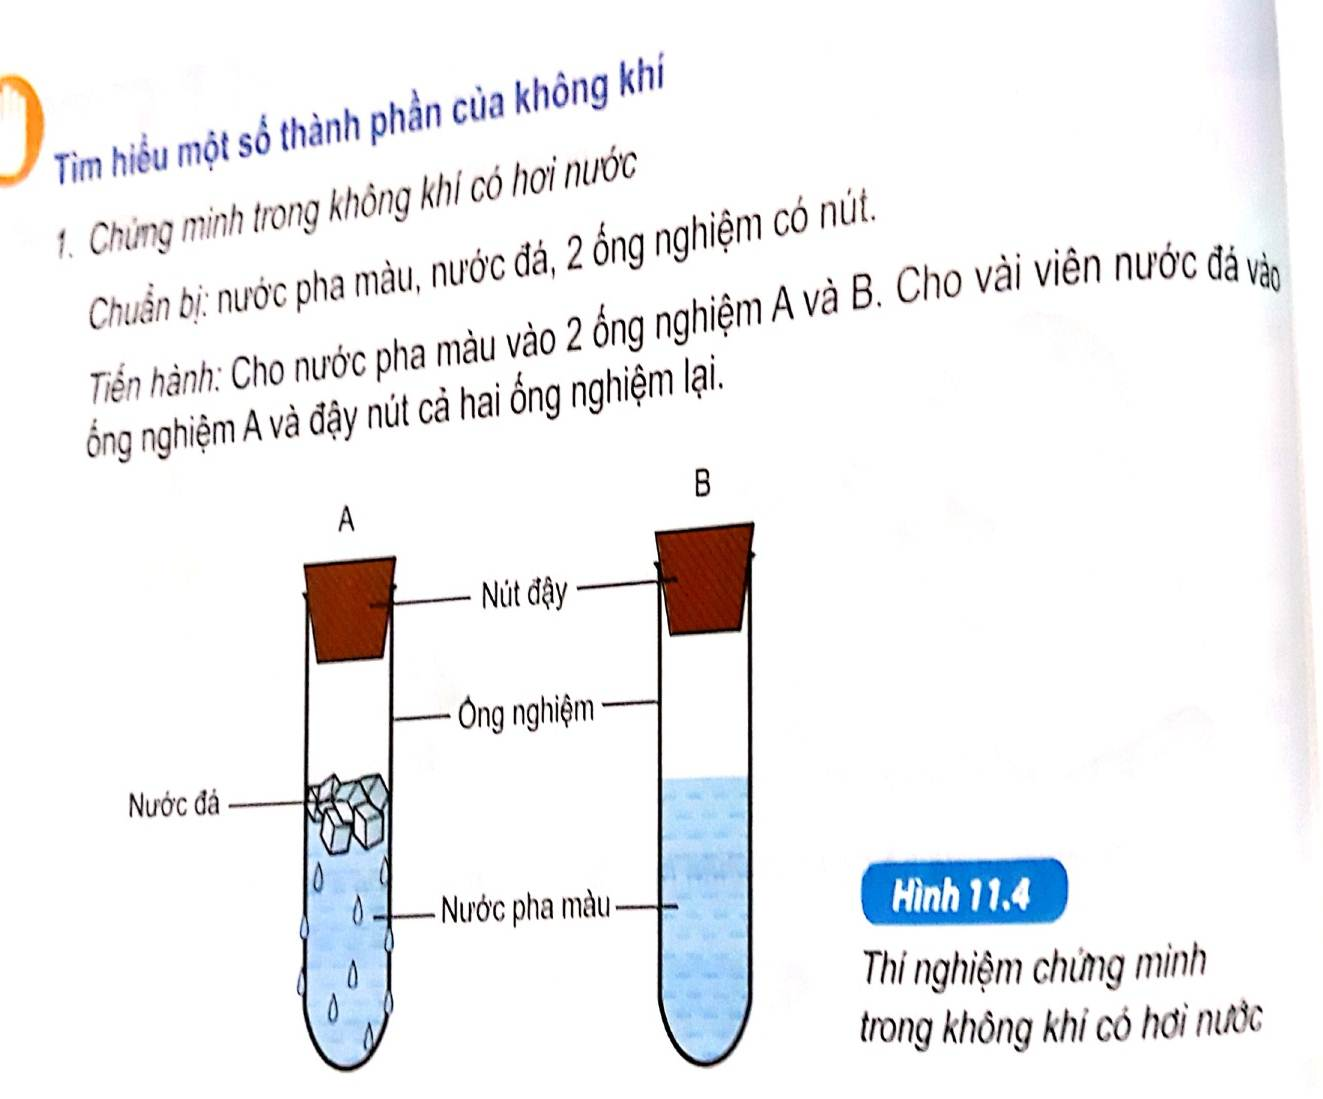 Tìm hiểu một số thành phần của không khí
1. Chứng minh trong không khí có hơi nước
Chuẩn bị: nước pha màu, nước đá, 2 ống nghiệm có nút.
Tiến hành: Cho nước pha màu vào 2 ống nghiệm A và B. Cho vài viên nước đá vào
ống nghiệm A và đậy nút cả hai ống nghiệm lại.
A
B
Nút đậy
Ống nghiệm
Nước đá
Nước pha màu
Hình 11.4
Thí nghiệm chứng minh
trong không khí có hơi nước